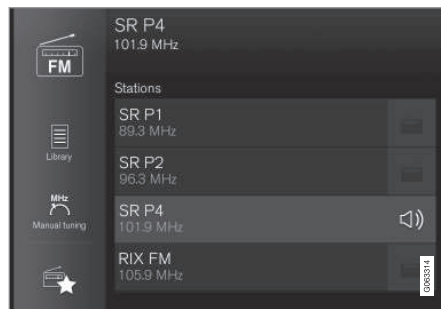 FM
Library
MHz
Manual tuning
SR P4
101.9 MHz
Stations
SR P1
89.3 MHz
SR P2
96.3 MHz
SR P4
101.9 MHz
RIX FM
105.9 MHz
G063314